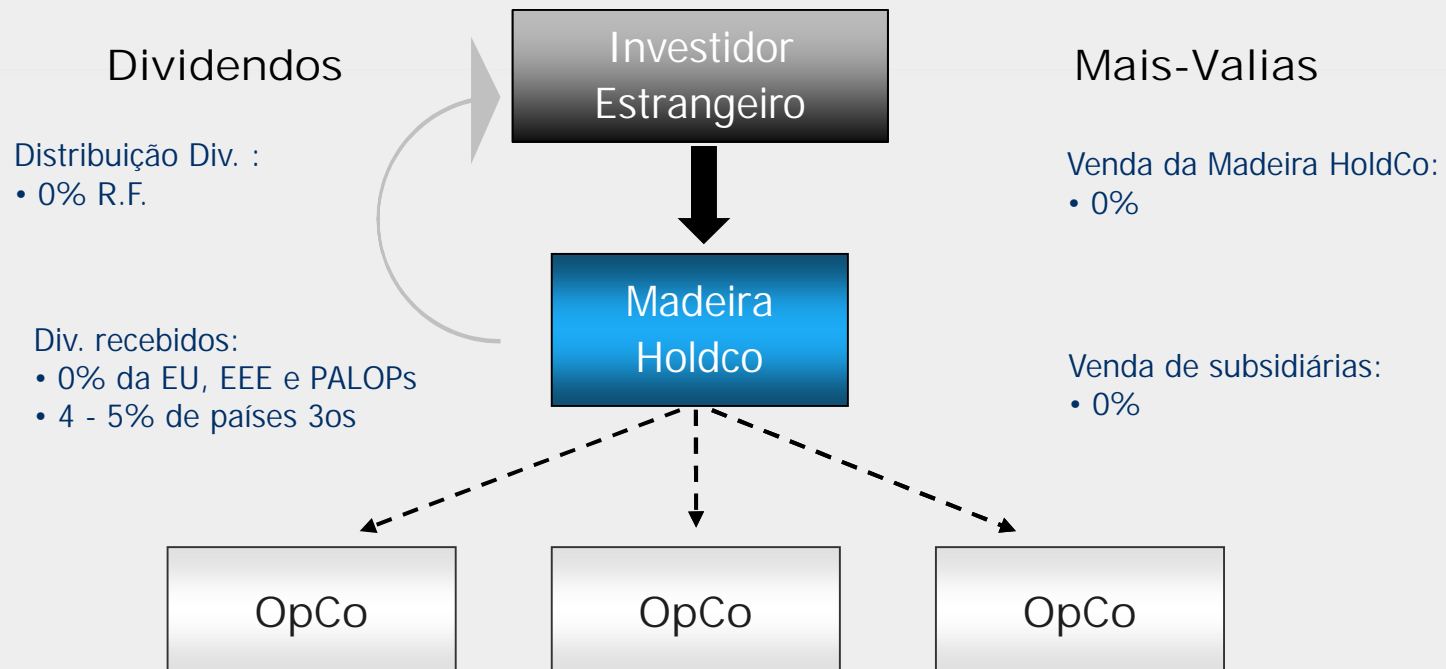 Dividendos
Investidor
Estrangeiro
Mais-Valias
Distribuição Div. :
• 0% R.F.
Venda da Madeira HoldCo:
• 0%
Madeira
Holdco
Div. recebidos:
• 0% da EU, EEE e PALOPs
• 4 - 5% de países 3os
Venda de subsidiárias:
• 0%
OpCo
OpCo
OpCo